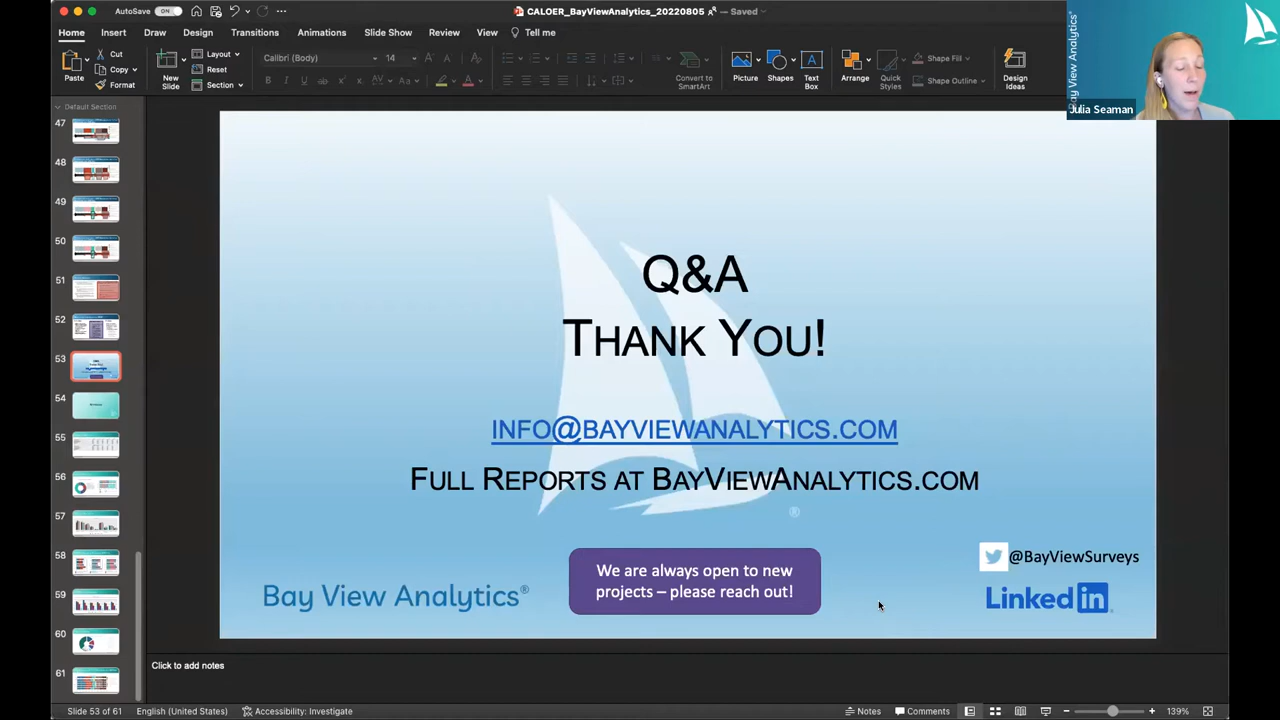 AutoSave ON
CALOER_BayViewAnalytics_20220805 — Saved
Home Insert Draw Design Transitions Animations Slide Show Review View Tell me
Paste
Cut
Copy
Format
New
Slide
Layout
Reset
Section
Calibri (Body) 14
Convert to
SmartArt
Picture
Shapes
Text
Box
Arrange
Quick
Styles
Shape Fill
Shape Outline
Design
Ideas
Bay View Analytics®
Julia Seaman
Default Section
47
48
49
50
51
52
53
54
55
56
57
58
59
60
61
Q&A
THANK YOU!
INFO@BAYVIEWANALYTICS.COM
FULL REPORTS AT BAYVIEWANALYTICS.COM
We are always open to new
projects – please reach out!
Bay View Analytics®
@BayViewSurveys
LinkedIn
Click to add notes
Slide 53 of 61 English (United States) Accessibility: Investigate Notes Comments 139%